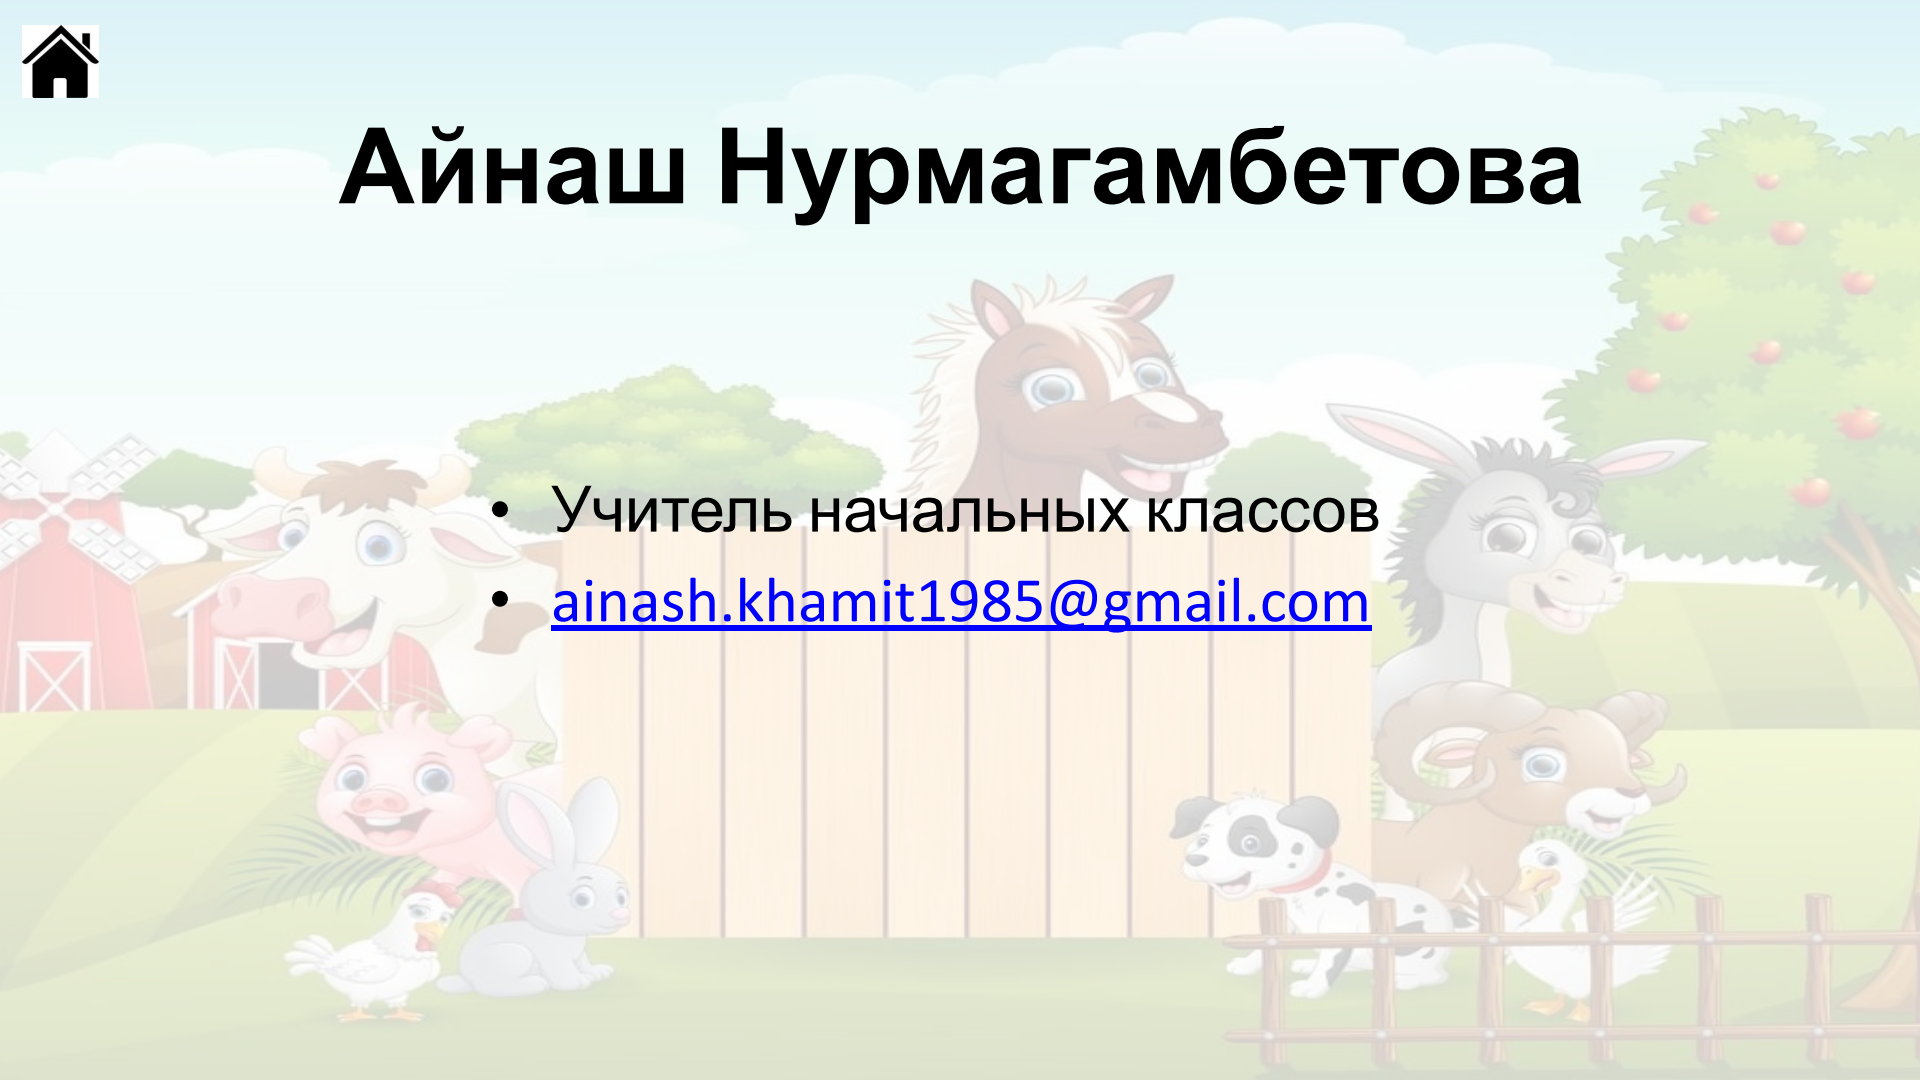 Айнаш Нурмагамбетова
• Учитель начальных классов
• ainash.khamit1985@gmail.com